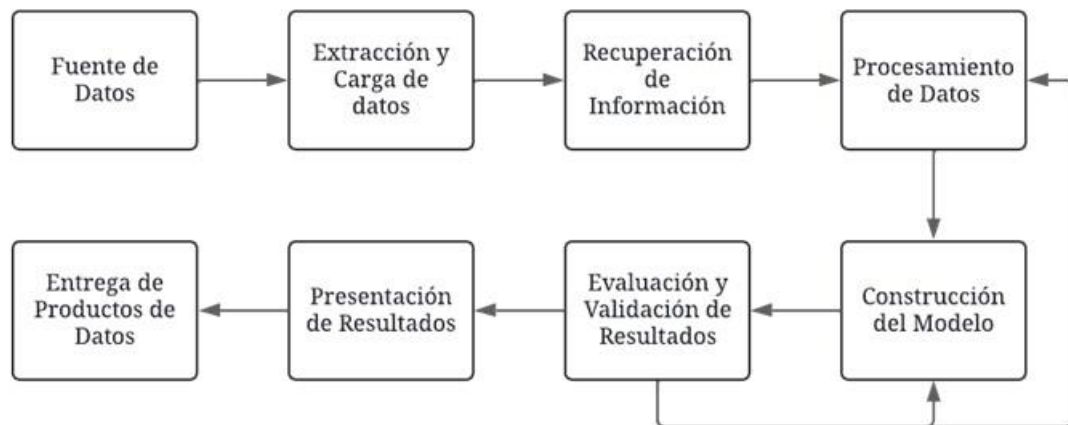 Fuente de
Datos
Extracción y
Carga de
datos
Recuperación
de
Información
Procesamiento
de Datos
Entrega de
Productos de
Datos
Presentación
de Resultados
Evaluación y
Validación de
Resultados
Construcción
del Modelo